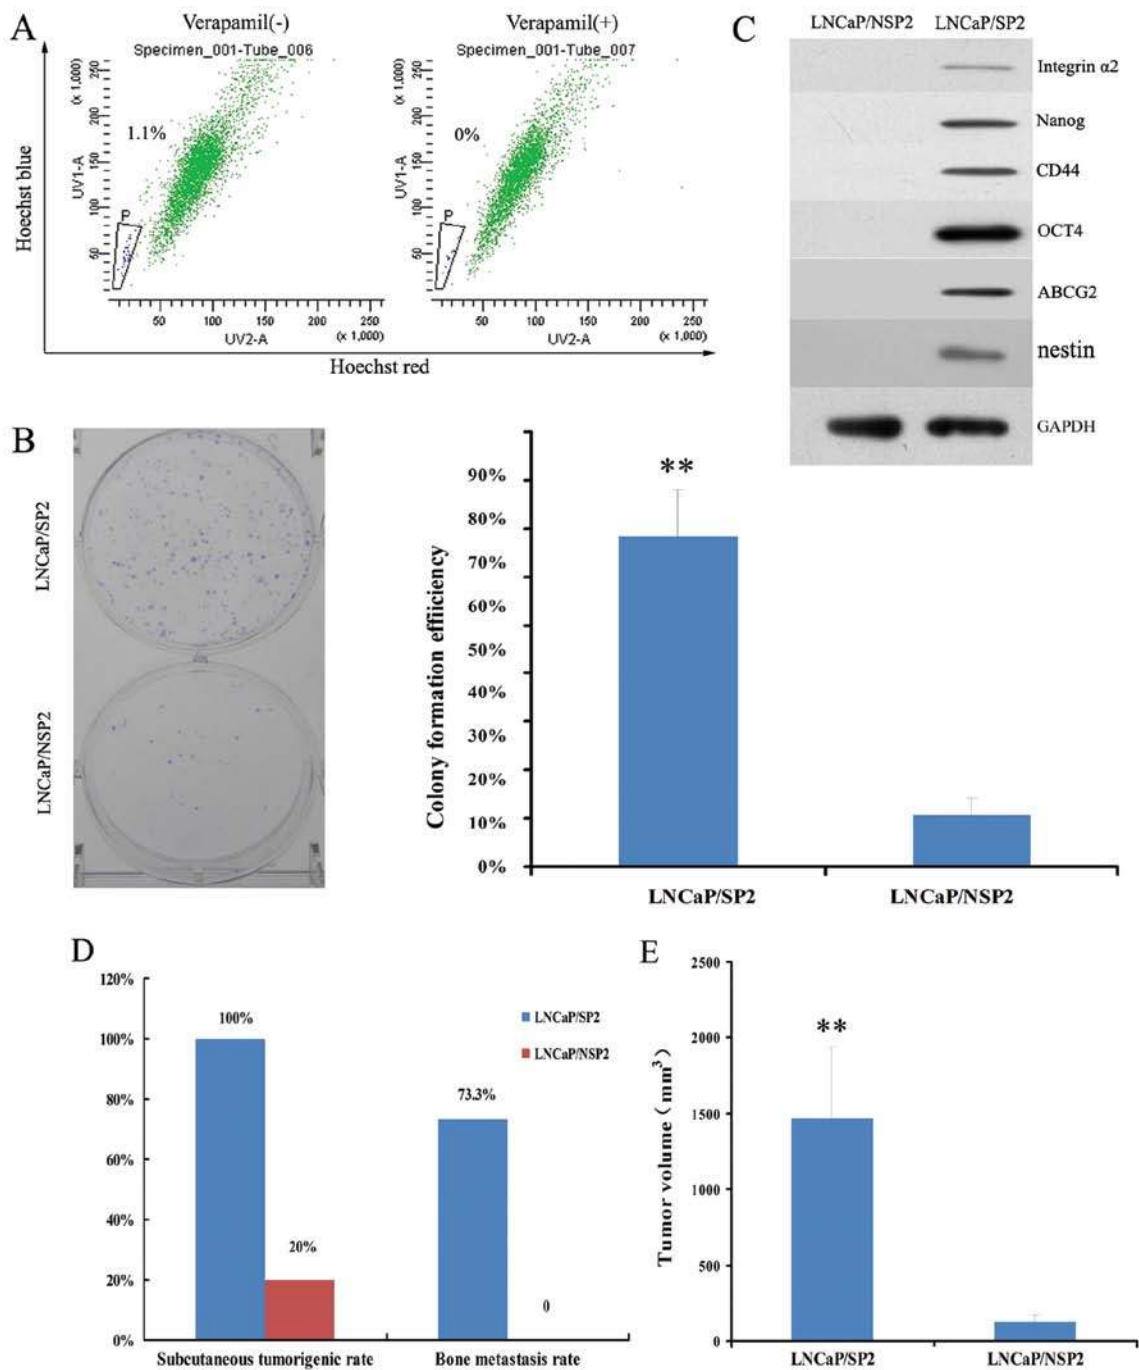 A
Verapamil(-)
Verapamil(+)
Specimen_001-Tube_006
Specimen_001-Tube_007
(x 1,000)
250
200
150
100
50
UV1-A
1.1%
P
50 100 150 200 250
UV2-A
(x 1,000)
(x 1,000)
250
200
150
100
50
UV1-A
0%
P
50 100 150 200 250
UV2-A
(x 1,000)
Hoechst blue
Hoechst red
C
LNCaP/NSP2 LNCaP/SP2
Integrin α2
Nanog
CD44
OCT4
ABCG2
nestin
GAPDH
B
LNCaP/SP2
LNCaP/NSP2
Colony formation effiiciency
90%
80%
70%
60%
50%
40%
30%
20%
10%
0%
**
LNCaP/SP2
LNCaP/NSP2
D
120%
100%
80%
60%
40%
20%
0%
100%
20%
73.3%
0
LNCaP/SP2
LNCaP/NSP2
Subcutaneous tumorigenic rate
Bone metastasis rate
E
Tumor volume (mm³)
2500
2000
1500
1000
500
0
**
LNCaP/SP2
LNCaP/NSP2